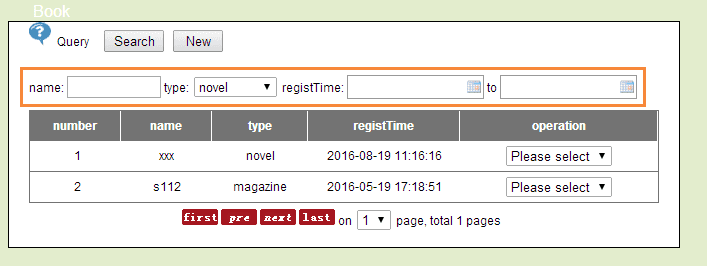 Book
Query Search New
name: type: novel registTime: to
number name type registTime operation
1 xxx novel 2016-08-19 11:16:16 Please select
2 s112 magazine 2016-05-19 17:18:51 Please select
first pre next last on 1 page, total 1 pages